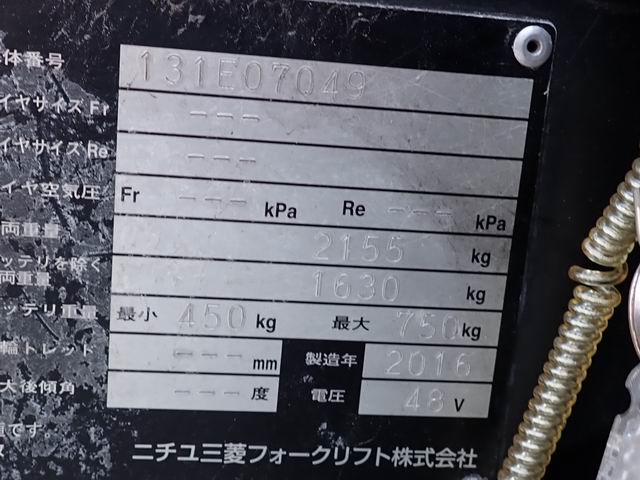 体番号 131E07049
イヤサイズ Fr ---
イヤサイズ Re ---
イヤ空気圧 Fr --- kPa Re --- kPa
両重量 2155 kg
ッテリを除く
両重量 1630 kg
ッテリ重量 最小 450 kg 最大 750 kg
輪トレット --- mm 製造年 2016
大後傾角 --- 度 電圧 48 V
です。
ニチユ三菱フォークリフト株式会社